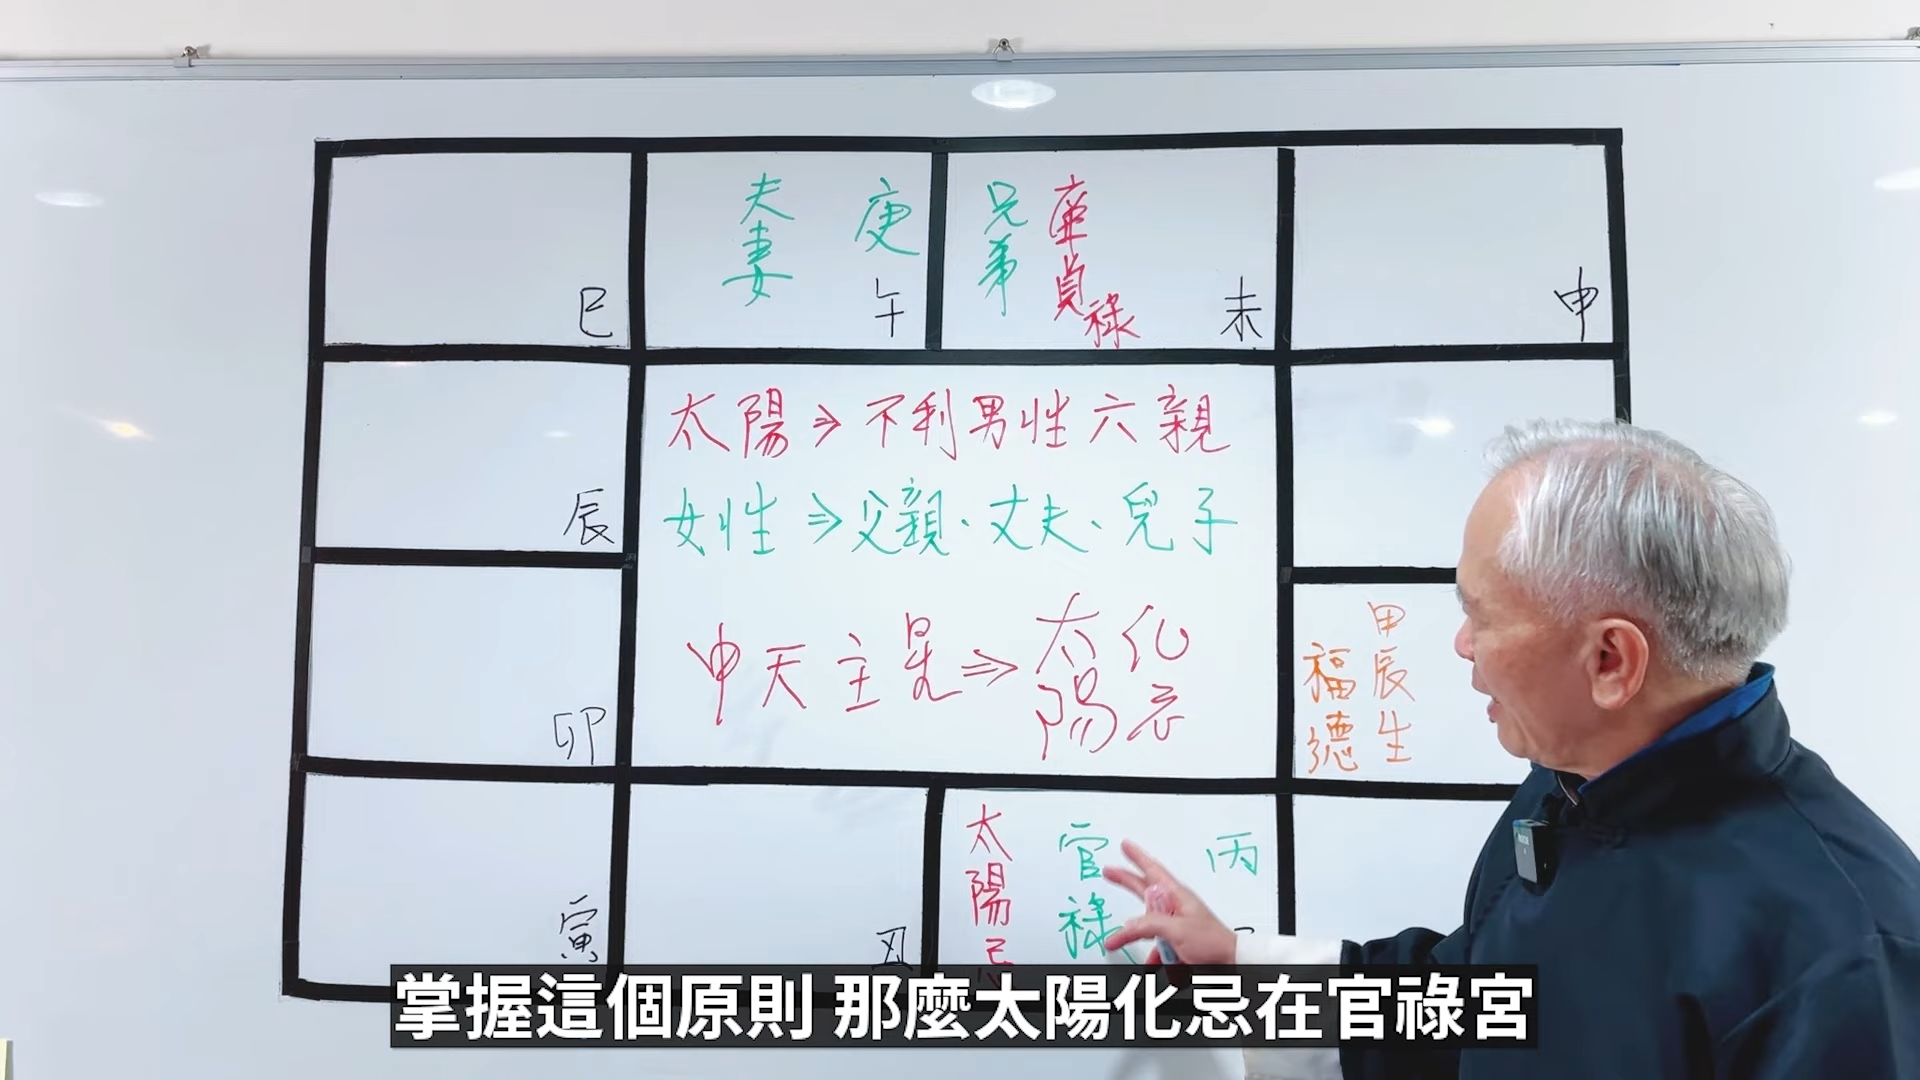 夫妻 庚
午
兄弟 廉貞祿
未
申
巳
太陽⇒不利男性六親
女性⇒父親、丈夫、兒子
辰
中天主星⇒太陽化忌
卯
福德 甲辰生
寅
丑
太陽忌 官祿 丙
掌握這個原則 那麼太陽化忌在官祿宮